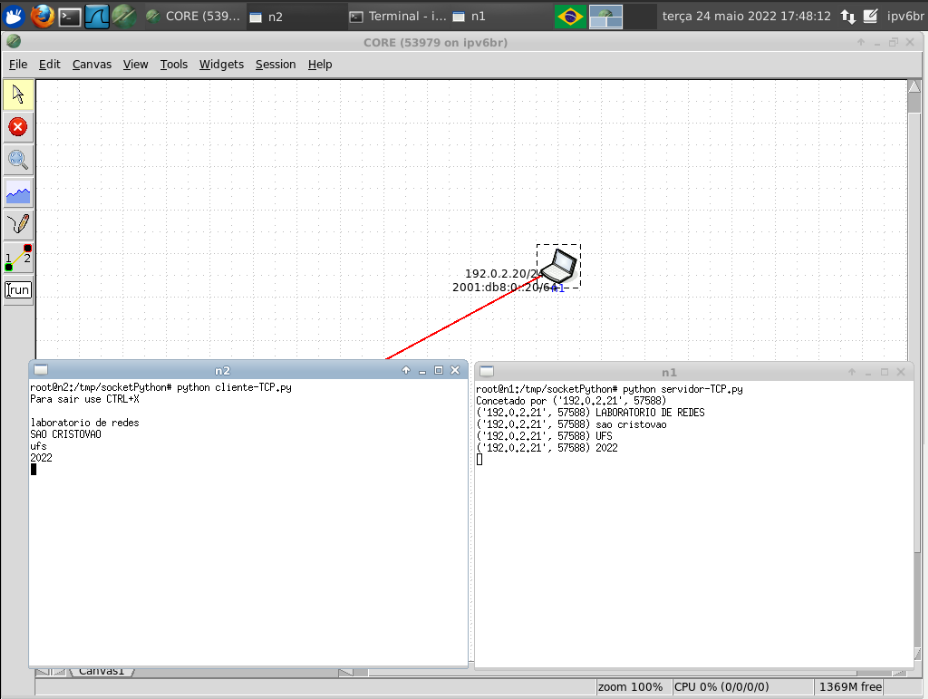 CORE (539...
n2
Terminal - i...
n1
terça 24 maio 2022 17:48:12
ipv6br
CORE (53979 on ipv6br)
File Edit Canvas View Tools Widgets Session Help
1 2
run
192.0.2.20/24
2001:db8:0::20/64
n1
n2
root@n2:/tmp/socketPython# python cliente-TCP.py
Para sair use CTRL+X
laboratorio de redes
SAO CRISTOVAO
ufs
2022
n1
root@n1:/tmp/socketPython# python servidor-TCP.py
Concetado por ('192.0.2.21', 57588)
('192.0.2.21', 57588) LABORATORIO DE REDES
('192.0.2.21', 57588) sao cristovao
('192.0.2.21', 57588) UFS
('192.0.2.21', 57588) 2022
Canvas1
zoom 100%
CPU 0% (0/0/0/0)
1369M free